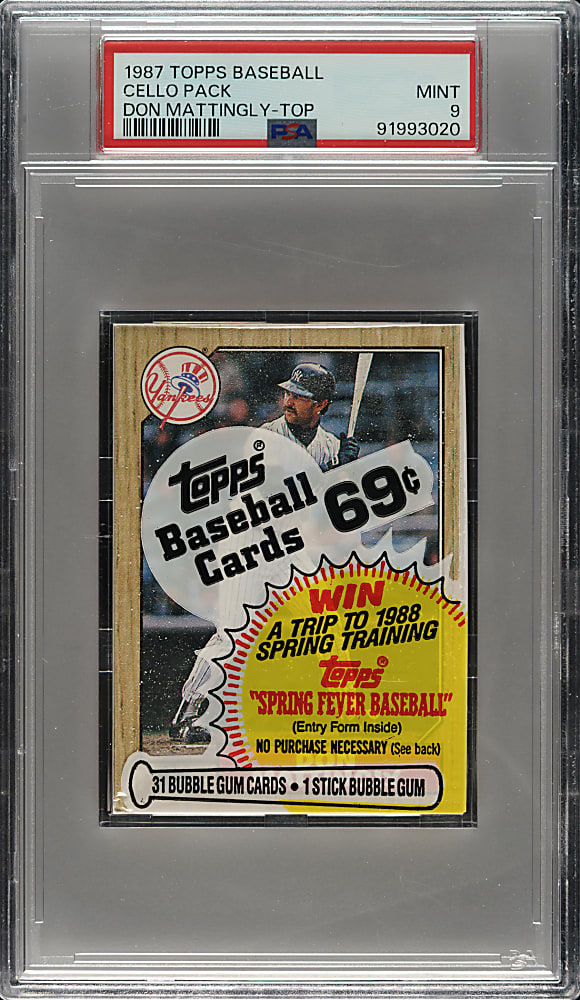 1987 TOPPS BASEBALL
CELLO PACK MINT
DON MATTINGLY-TOP 9
PSA 91993020
Yankees
Topps®
Baseball
Cards 69¢
WIN
A TRIP TO 1988
SPRING TRAINING
Topps®
"SPRING FEVER BASEBALL"
(Entry Form Inside)
NO PURCHASE NECESSARY (See back)
DON
31 BUBBLE GUM CARDS • 1 STICK BUBBLE GUM